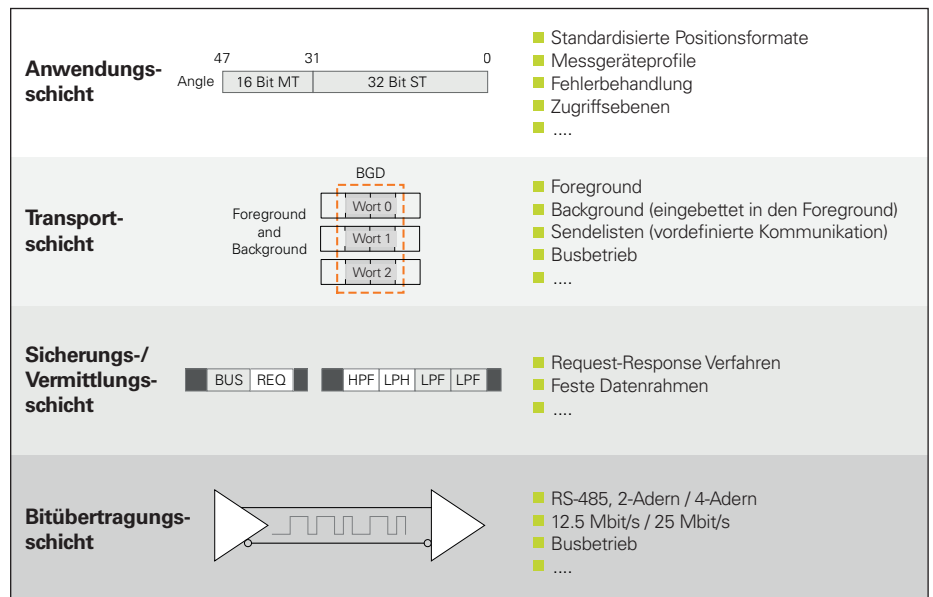 Anwendungs-
schicht
47 31 0
Angle 16 Bit MT 32 Bit ST
Standardisierte Positionsformate
Messgeräteprofile
Fehlerbehandlung
Zugriffsebenen
....
Transport-
schicht
Foreground
and
Background
BGD
Wort 0
Wort 1
Wort 2
Foreground
Background (eingebettet in den Foreground)
Sendelisten (vordefinierte Kommunikation)
Busbetrieb
....
Sicherungs-/
Vermittlungs-
schicht
BUS REQ HPF LPH LPF LPF
Request-Response Verfahren
Feste Datenrahmen
....
Bitübertragungs-
schicht
RS-485, 2-Adern / 4-Adern
12.5 Mbit/s / 25 Mbit/s
Busbetrieb
....